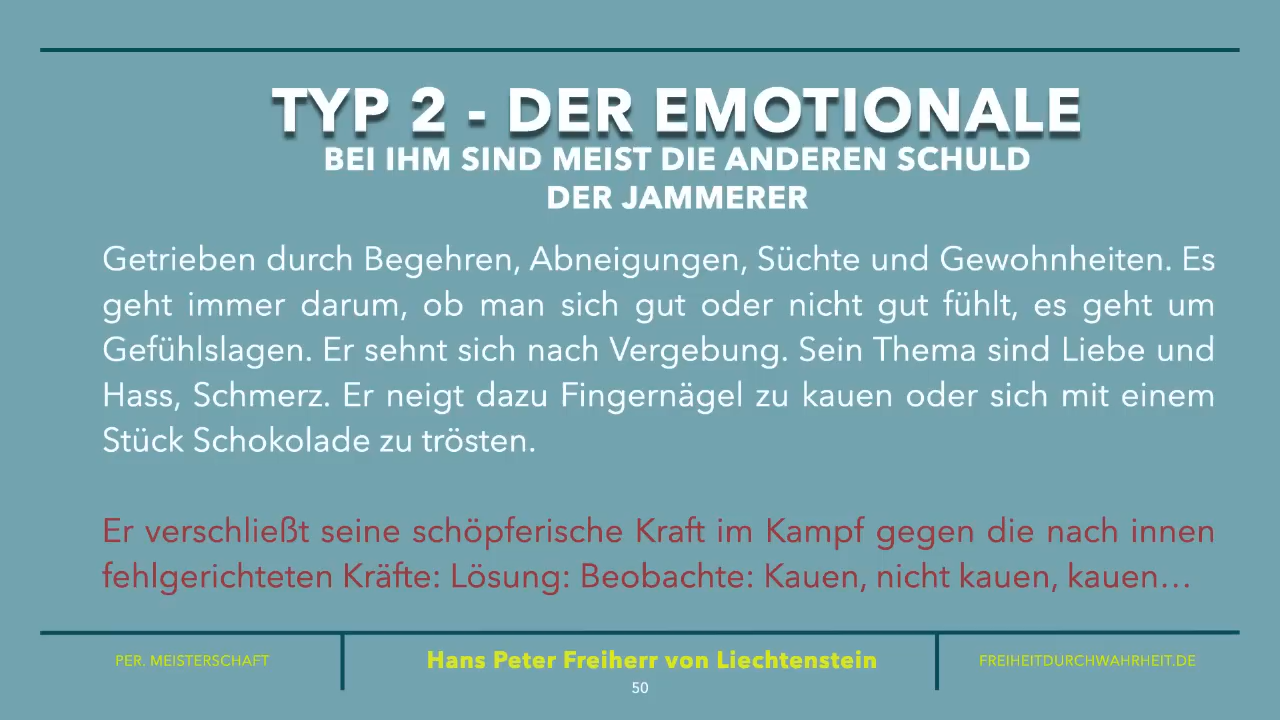 TYP 2 - DER EMOTIONALE
BEI IHM SIND MEIST DIE ANDEREN SCHULD
DER JAMMERER
Getrieben durch Begehren, Abneigungen, Süchte und Gewohnheiten. Es
geht immer darum, ob man sich gut oder nicht gut fühlt, es geht um
Gefühlslagen. Er sehnt sich nach Vergebung. Sein Thema sind Liebe und
Hass, Schmerz. Er neigt dazu Fingernägel zu kauen oder sich mit einem
Stück Schokolade zu trösten.
Er verschließt seine schöpferische Kraft im Kampf gegen die nach innen
fehlgerichteten Kräfte: Lösung: Beobachte: Kauen, nicht kauen, kauen…
PER. MEISTERSCHAFT
Hans Peter Freiherr von Liechtenstein
FREIHEITDURCHWAHRHEIT.DE
50